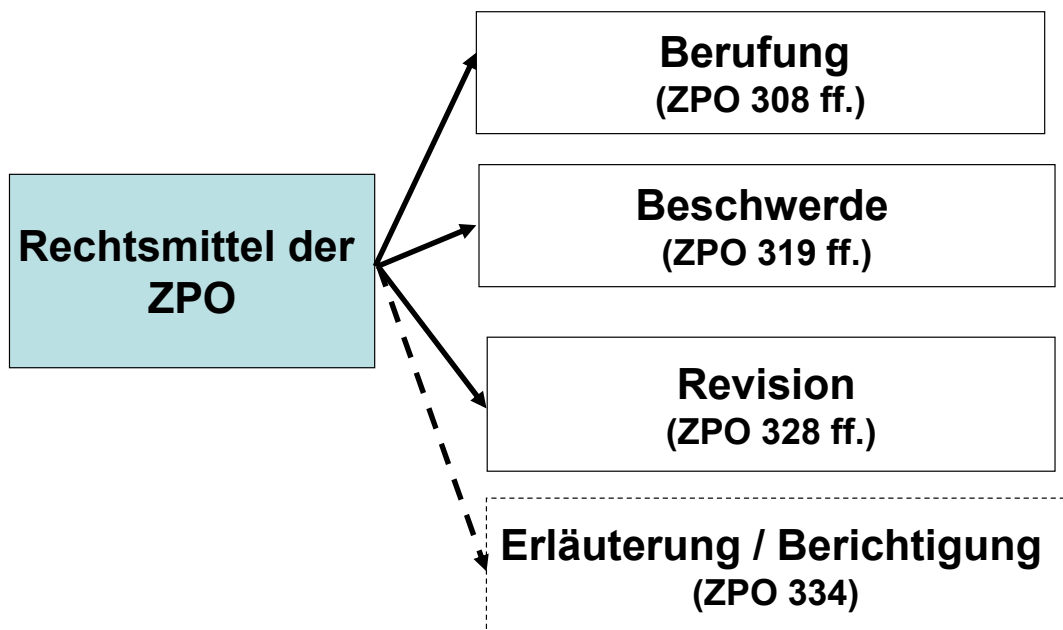 Rechtsmittel der
ZPO
Berufung
(ZPO 308 ff.)
Beschwerde
(ZPO 319 ff.)
Revision
(ZPO 328 ff.)
Erläuterung / Berichtigung
(ZPO 334)